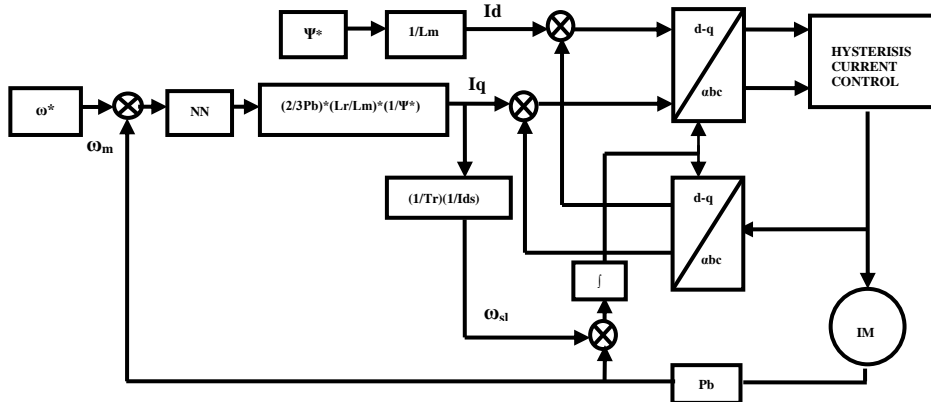 Ψ*
1/Lm
Id
d-q
αbc
HYSTERISIS
CURRENT
CONTROL
ω*
NN
(2/3Pb)*(Lr/Lm)*(1/Ψ*)
Iq
ωm
(1/Tr)(1/Ids)
d-q
αbc
∫
ωsl
IM
Pb